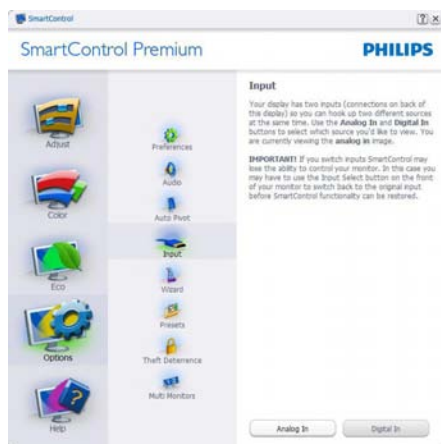 SmartControl
SmartControl Premium
PHILIPS
Adjust
Color
Eco
Options
Help
Preferences
Audio
Auto Pivot
Input
Wizard
Presets
Theft Deterrence
Multi Monitors
Input
Your display has two inputs (connections on back of
this display) so you can hook up two different sources
at the same time. Use the Analog In and Digital In
buttons to select which source you'd like to view. You
are currently viewing the analog in image.
IMPORTANT! If you switch inputs SmartControl may
lose the ability to control your monitor. In this case you
may have to use the Input Select button on the front
of your monitor to switch back to the original input
before SmartControl functionality can be restored.
Analog In
Digital In